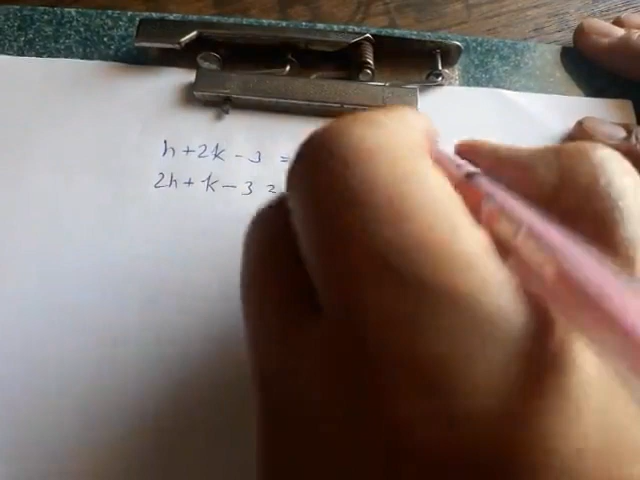 h + 2k - 3 =
2h + k - 3 =